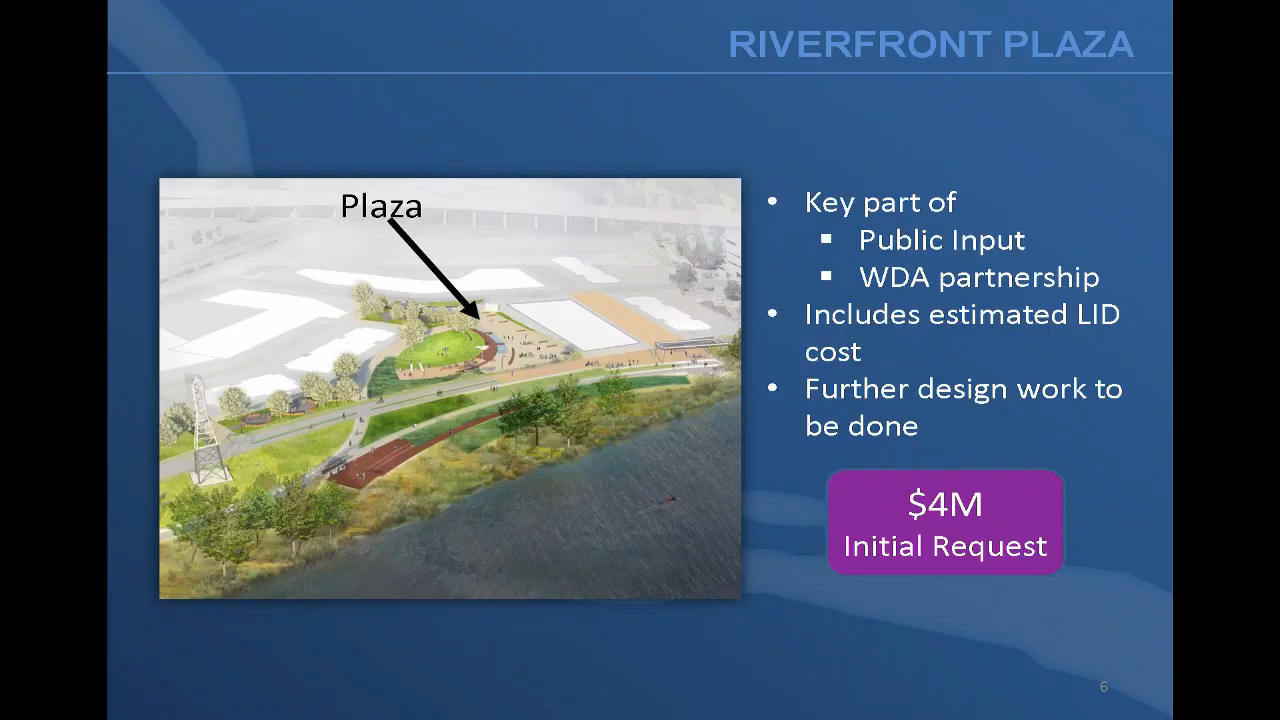 RIVERFRONT PLAZA
Plaza
• Key part of
▪ Public Input
▪ WDA partnership
• Includes estimated LID
cost
• Further design work to
be done
$4M
Initial Request
6